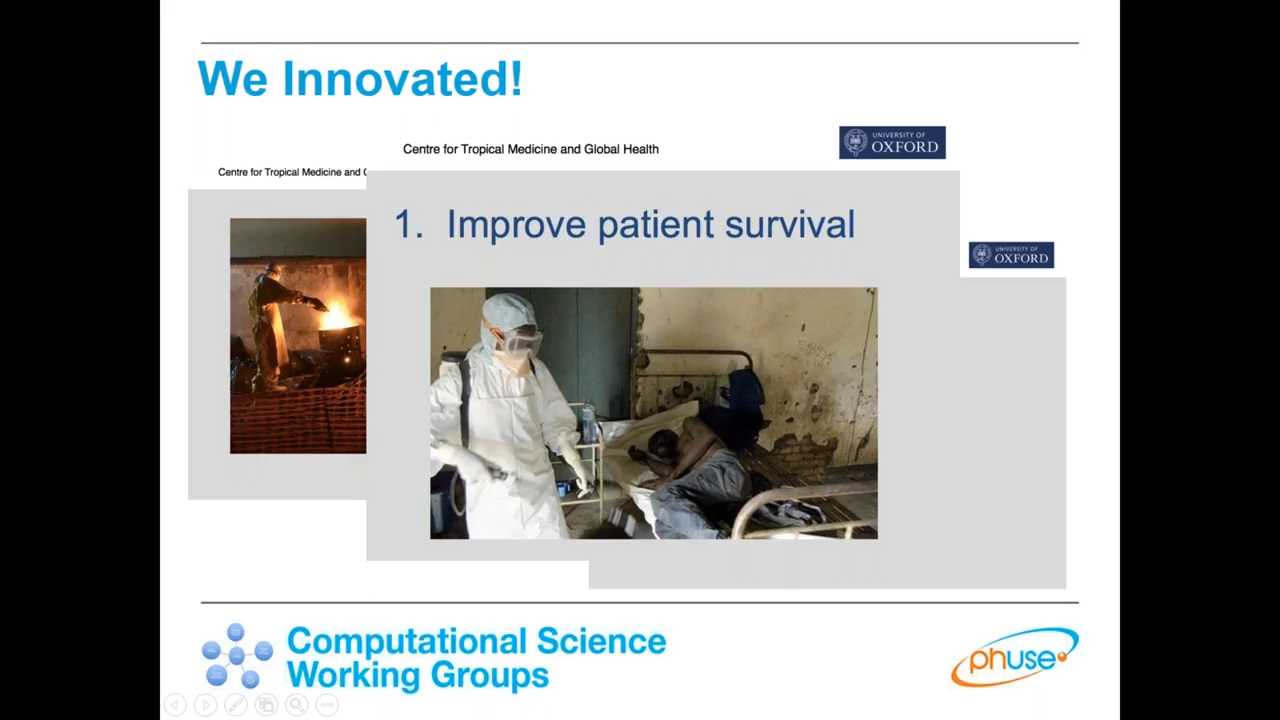 We Innovated!
Centre for Tropical Medicine and Global Health
UNIVERSITY OF
OXFORD
Centre for Tropical Medicine and
1. Improve patient survival
UNIVERSITY OF
OXFORD
Computational Science
Working Groups
phuse